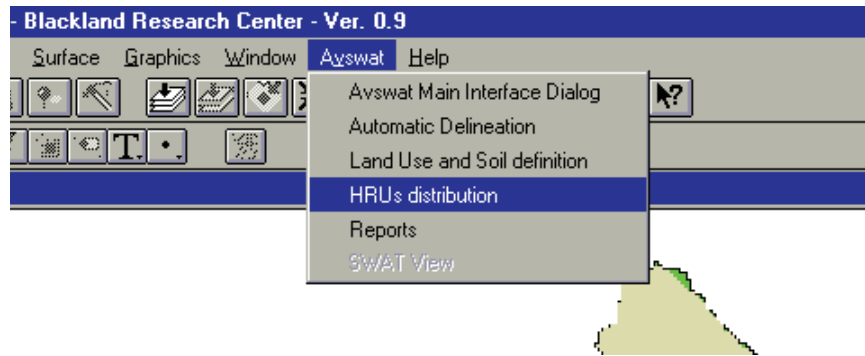 - Blackland Research Center - Ver. 0.9
Surface Graphics Window Avswat Help
Avswat Main Interface Dialog
Automatic Delineation
T.
Land Use and Soil definition
HRUs distribution
Reports
SWAT View